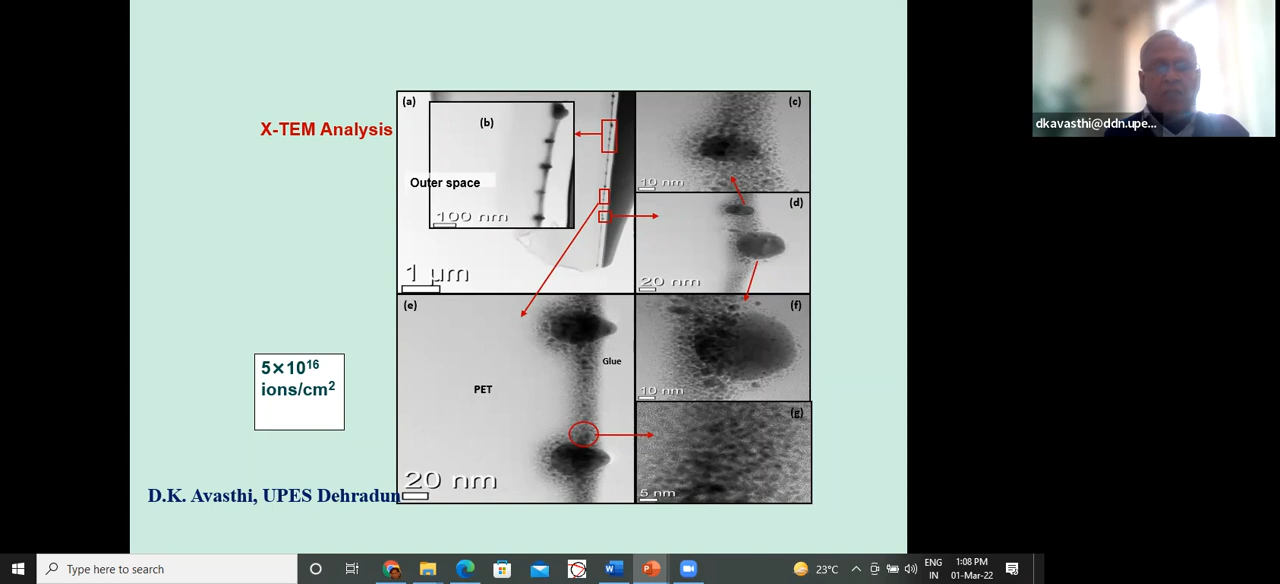 X-TEM Analysis
(a)
(b)
Outer space
100 nm
1 µm
(c)
10 nm
(d)
20 nm
(e)
Glue
PET
20 nm
(f)
10 nm
(g)
5 nm
5×10¹⁶
ions/cm²
D.K. Avasthi, UPES Dehradun
dkavasthi@ddn.upe...
Type here to search
23°C
ENG
IN
1:08 PM
01-Mar-22